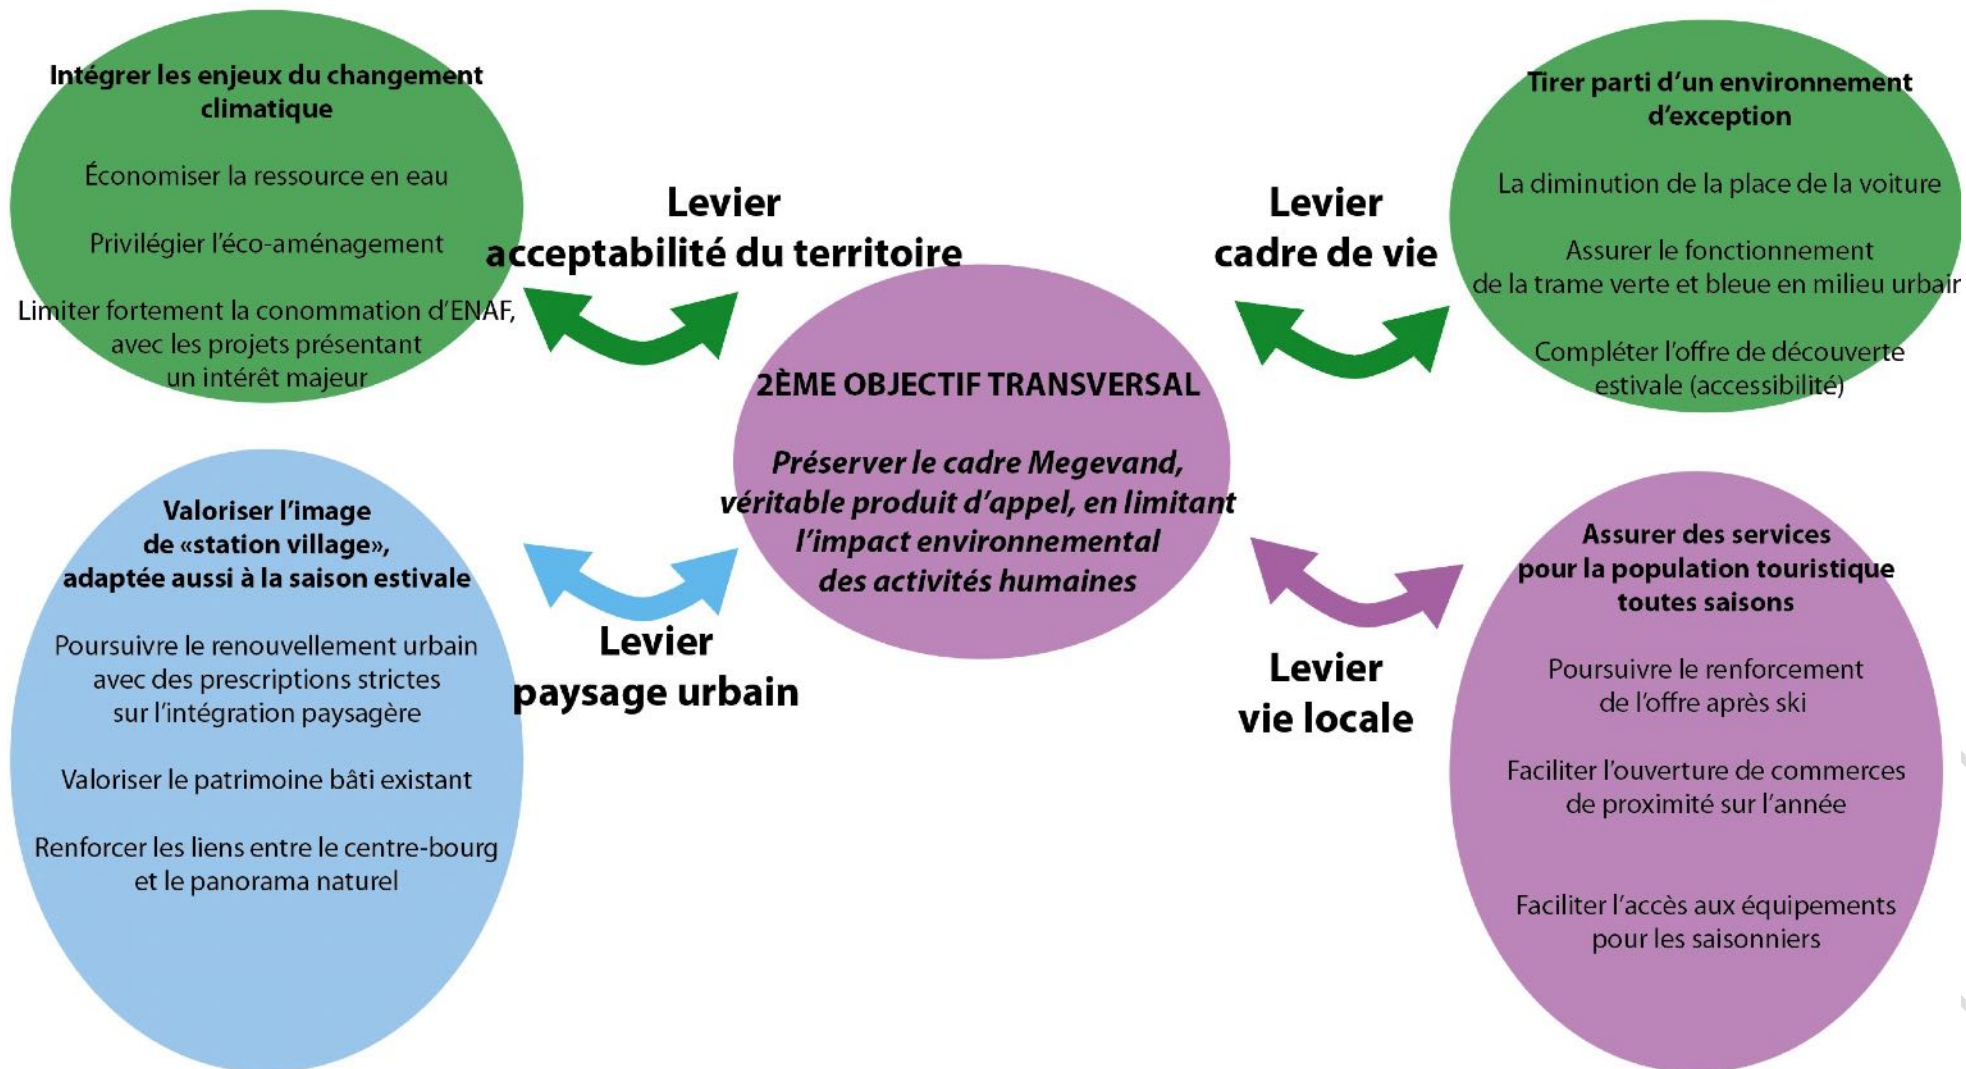 Intégrer les enjeux du changement
climatique
Économiser la ressource en eau
Privilégier l'éco-aménagement
Limiter fortement la conommation d'ENAF,
avec les projets présentant
un intérêt majeur
Levier
acceptabilité du territoire
Levier
cadre de vie
Tirer parti d'un environnement
d'exception
La diminution de la place de la voiture
Assurer le fonctionnement
de la trame verte et bleue en milieu urbain
Compléter l'offre de découverte
estivale (accessibilité)
2ÈME OBJECTIF TRANSVERSAL
Préserver le cadre Megevand,
véritable produit d'appel, en limitant
l'impact environnemental
des activités humaines
Valoriser l'image
de «station village»,
adaptée aussi à la saison estivale
Poursuivre le renouvellement urbain
avec des prescriptions strictes
sur l'intégration paysagère
Valoriser le patrimoine bâti existant
Renforcer les liens entre le centre-bourg
et le panorama naturel
Levier
paysage urbain
Levier
vie locale
Assurer des services
pour la population touristique
toutes saisons
Poursuivre le renforcement
de l'offre après ski
Faciliter l'ouverture de commerces
de proximité sur l'année
Faciliter l'accès aux équipements
pour les saisonniers